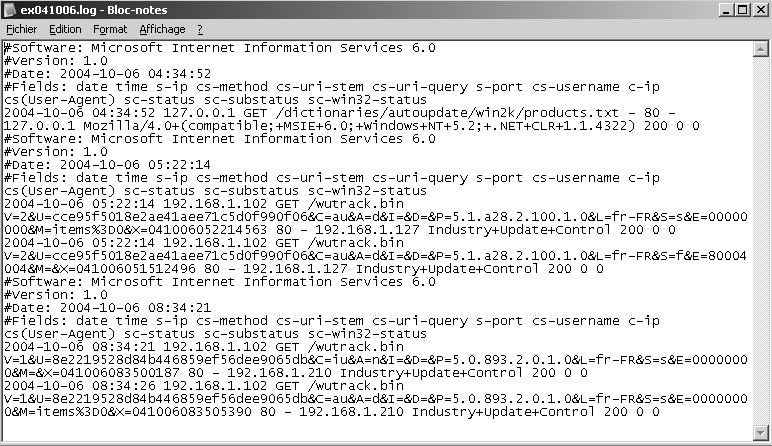 ex041006.log - Bloc-notes
Fichier Edition Format Affichage ?
#Software: Microsoft Internet Information Services 6.0
#Version: 1.0
#Date: 2004-10-06 04:34:52
#Fields: date time s-ip cs-method cs-uri-stem cs-uri-query s-port cs-username c-ip
cs(User-Agent) sc-status sc-substatus sc-win32-status
2004-10-06 04:34:52 127.0.0.1 GET /dictionaries/autoupdate/win2k/products.txt - 80 -
127.0.0.1 Mozilla/4.0+(compatible;+MSIE+6.0;+Windows+NT+5.2;+.NET+CLR+1.1.4322) 200 0 0
#Software: Microsoft Internet Information Services 6.0
#Version: 1.0
#Date: 2004-10-06 05:22:14
#Fields: date time s-ip cs-method cs-uri-stem cs-uri-query s-port cs-username c-ip
cs(User-Agent) sc-status sc-substatus sc-win32-status
2004-10-06 05:22:14 192.168.1.102 GET /wutrack.bin
V=2&U=cce95f5018e2ae41aee71c5d0f990f06&C=au&A=d&I=&D=&P=5.1.a28.2.100.1.0&L=fr-FR&S=s&E=0000000
000&M=items%3D0&X=041006052214563 80 - 192.168.1.127 Industry+Update+Control 200 0 0
2004-10-06 05:22:14 192.168.1.102 GET /wutrack.bin
V=2&U=cce95f5018e2ae41aee71c5d0f990f06&C=au&A=d&I=&D=&P=5.1.a28.2.100.1.0&L=fr-FR&S=f&E=80004
004&M=&X=041006051512496 80 - 192.168.1.127 Industry+Update+Control 200 0 0
#Software: Microsoft Internet Information Services 6.0
#Version: 1.0
#Date: 2004-10-06 08:34:21
#Fields: date time s-ip cs-method cs-uri-stem cs-uri-query s-port cs-username c-ip
cs(User-Agent) sc-status sc-substatus sc-win32-status
2004-10-06 08:34:21 192.168.1.102 GET /wutrack.bin
V=1&U=8e2219528d84b446859ef56dee9065db&C=iu&A=n&I=&D=&P=5.0.893.2.0.1.0&L=fr-FR&S=s&E=0000000
0&M=&X=041006083500187 80 - 192.168.1.210 Industry+Update+Control 200 0 0
2004-10-06 08:34:26 192.168.1.102 GET /wutrack.bin
V=1&U=8e2219528d84b446859ef56dee9065db&C=iu&A=d&I=&D=&P=5.0.893.2.0.1.0&L=fr-FR&S=s&E=0000000
0&M=items%3D0&X=041006083505390 80 - 192.168.1.210 Industry+Update+Control 200 0 0